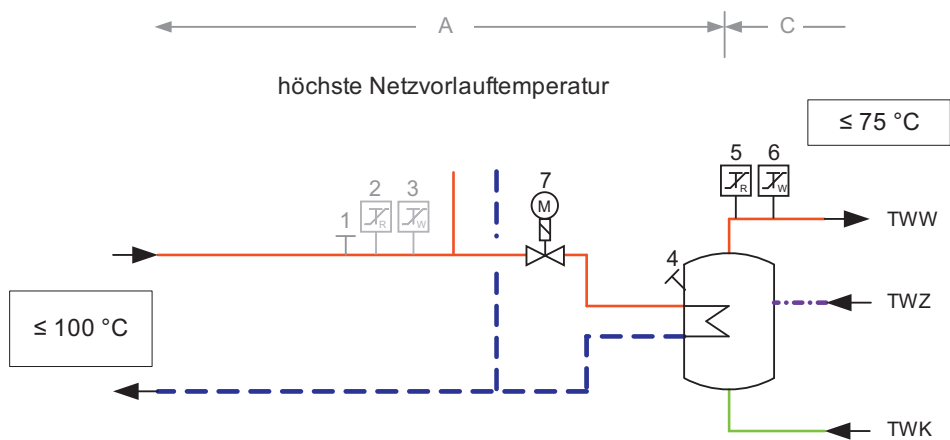 A
C
höchste Netzvorlauftemperatur
≤ 75 °C
5
6
R
W
7
M
2
3
R
W
1
TWW
4
TWZ
≤ 100 °C
TWK